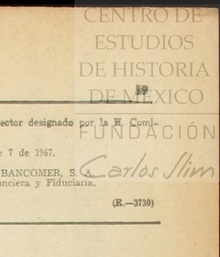 CENTRO DE
ESTUDIOS
DE HISTORIA
19
DE MÉXICO
ector designado por la H. Comi-
FUNDACIÓN
e 7 de 1967.
BANCOMER, S. A.
Carlos Slim
anciera y Fiduciaria.
(R.—3730)